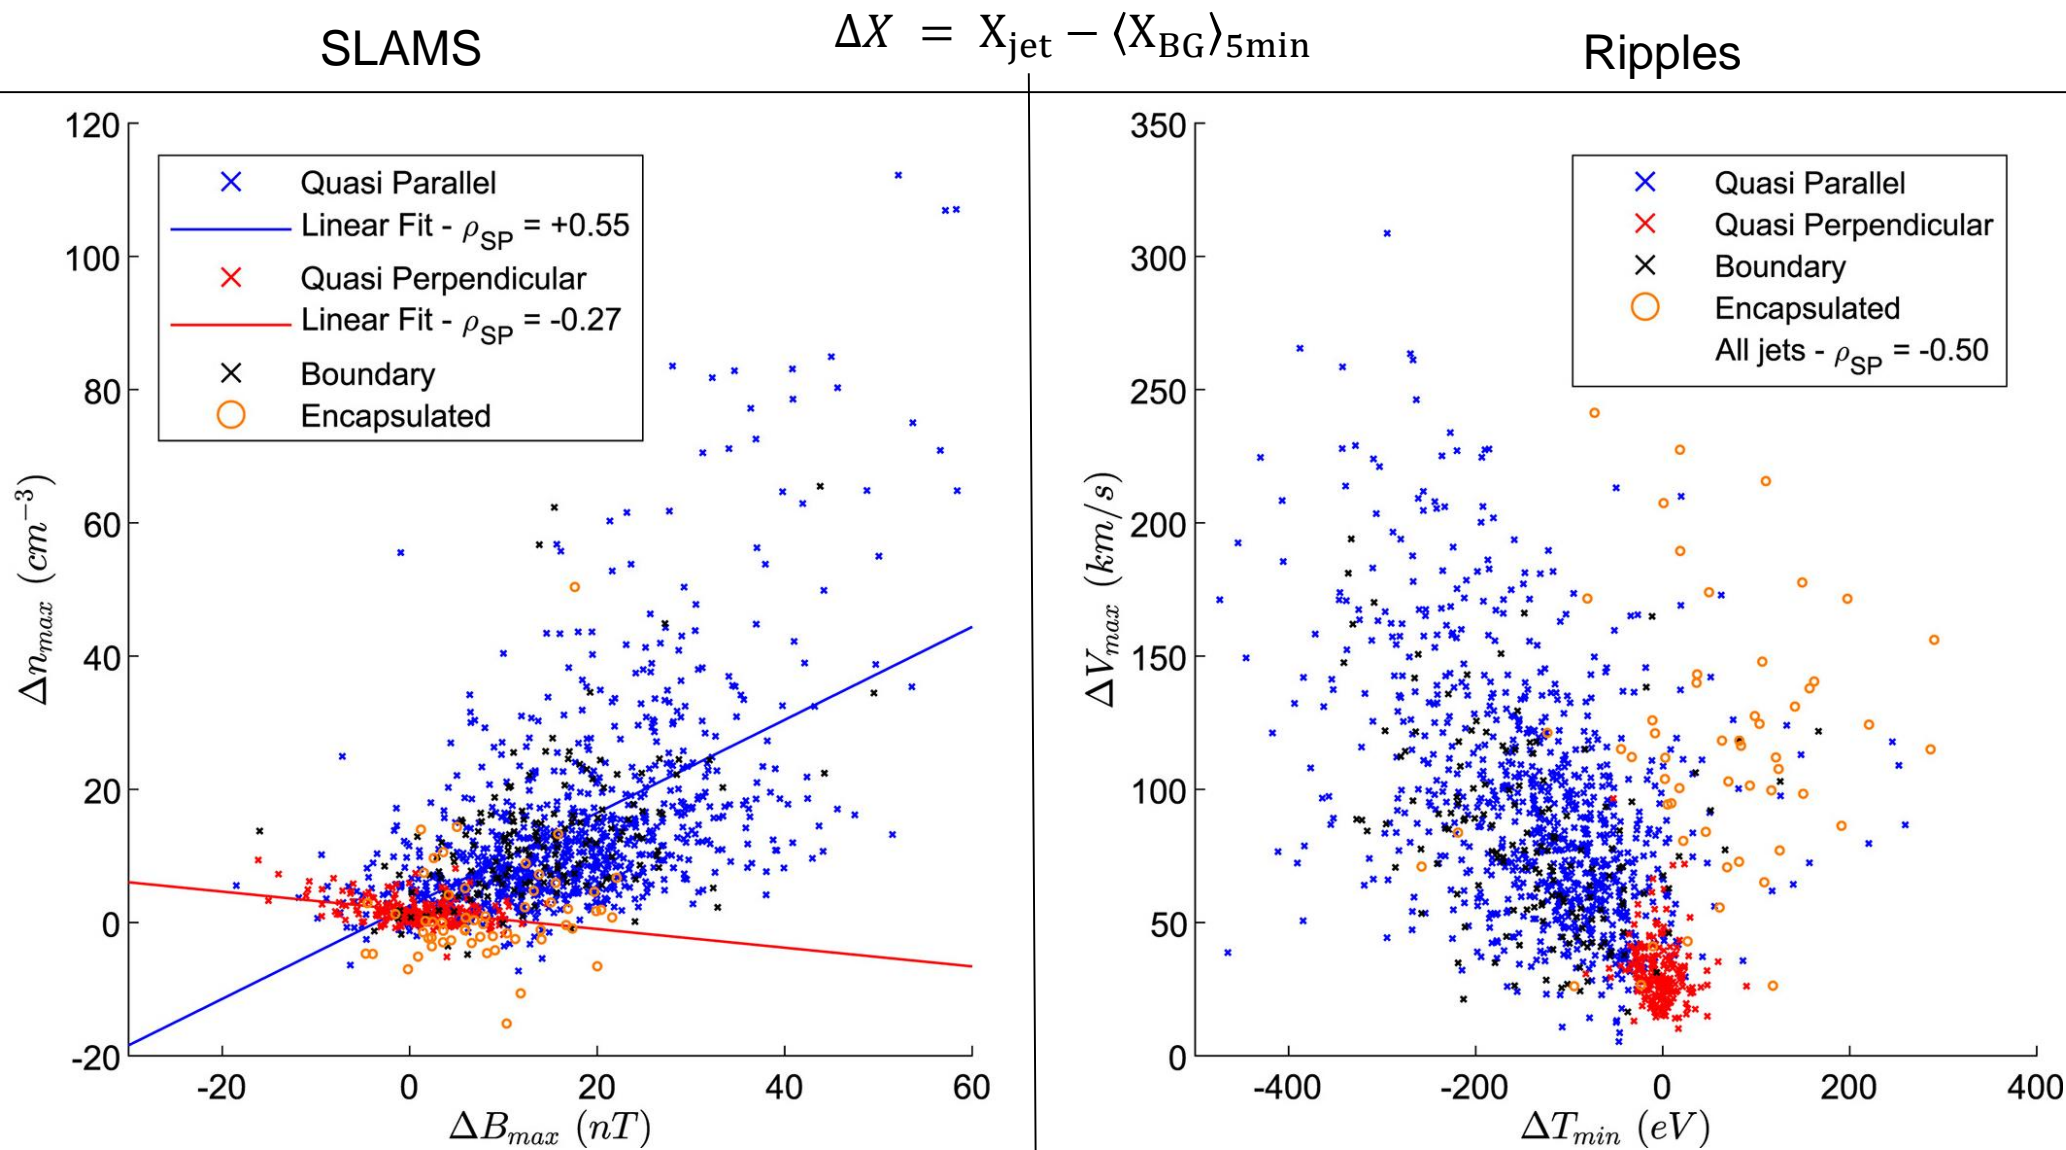 SLAMS
ΔX = X_jet − ⟨X_BG⟩_5min
Ripples
120
100
80
60
40
20
0
-20
Δn_max (cm^−3)
Quasi Parallel
Linear Fit - ρ_SP = +0.55
Quasi Perpendicular
Linear Fit - ρ_SP = -0.27
Boundary
Encapsulated
-20 0 20 40 60
ΔB_max (nT)
350
300
250
200
150
100
50
0
ΔV_max (km/s)
Quasi Parallel
Quasi Perpendicular
Boundary
Encapsulated
All jets - ρ_SP = -0.50
-400 -200 0 200 400
ΔT_min (eV)